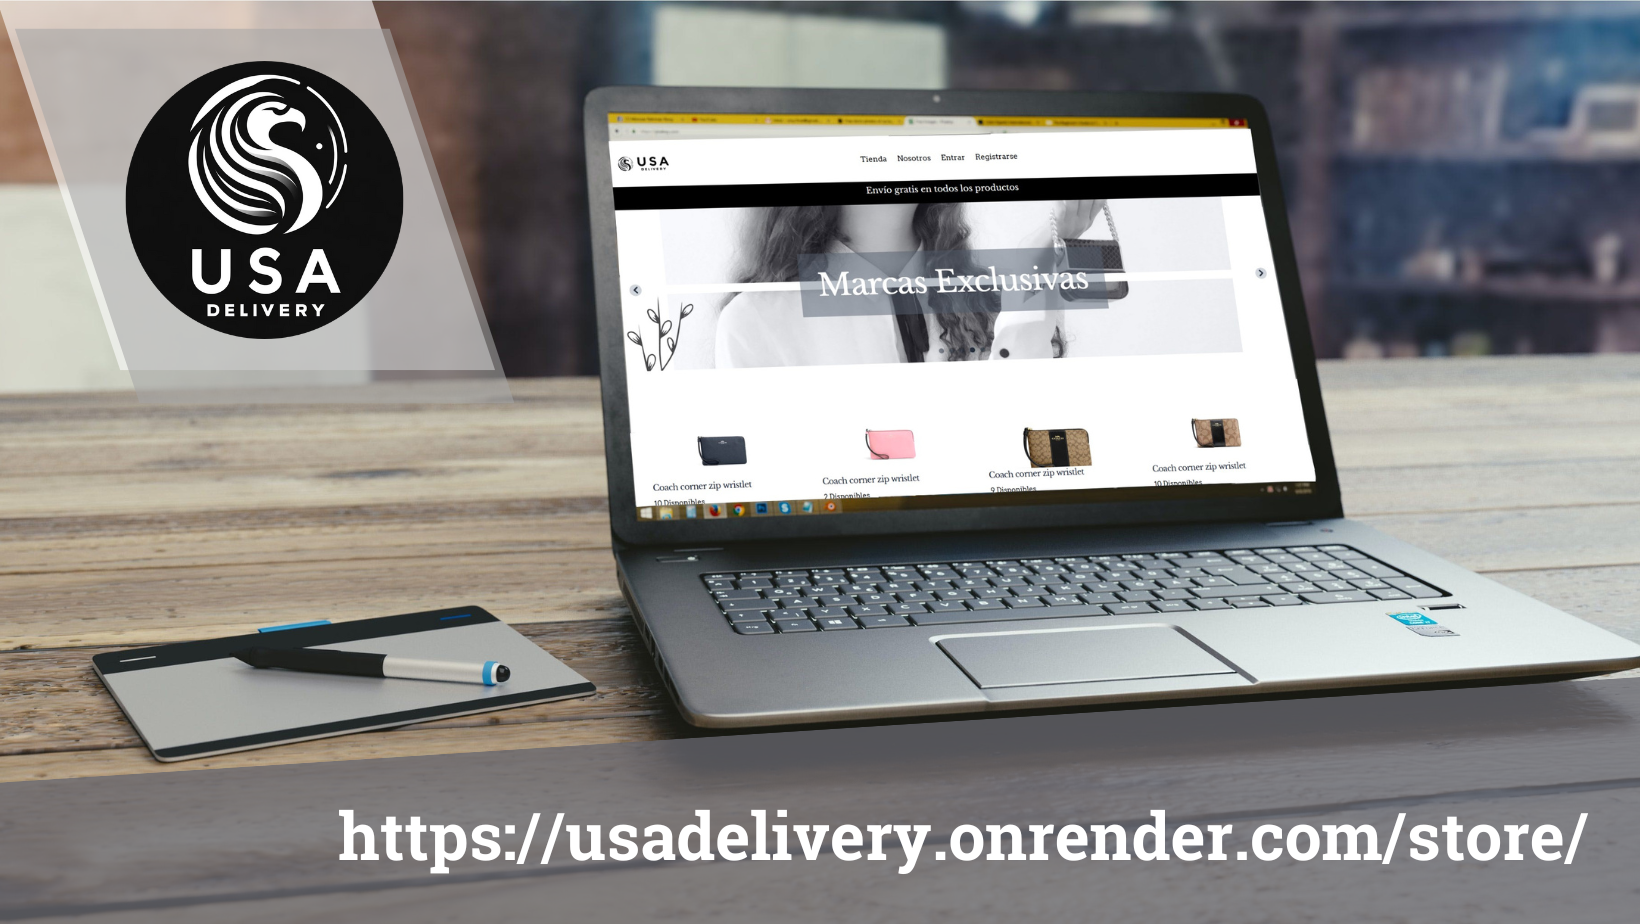 USA
DELIVERY
USA
DELIVERY
Tienda Nosotros Entrar Registrarse
Envío gratis en todos los productos
Marcas Exclusivas
Coach corner zip wristlet
10 Disponibles
Coach corner zip wristlet
2 Disponibles
Coach corner zip wristlet
9 Disponibles
Coach corner zip wristlet
10 Disponibles
https://usadelivery.onrender.com/store/